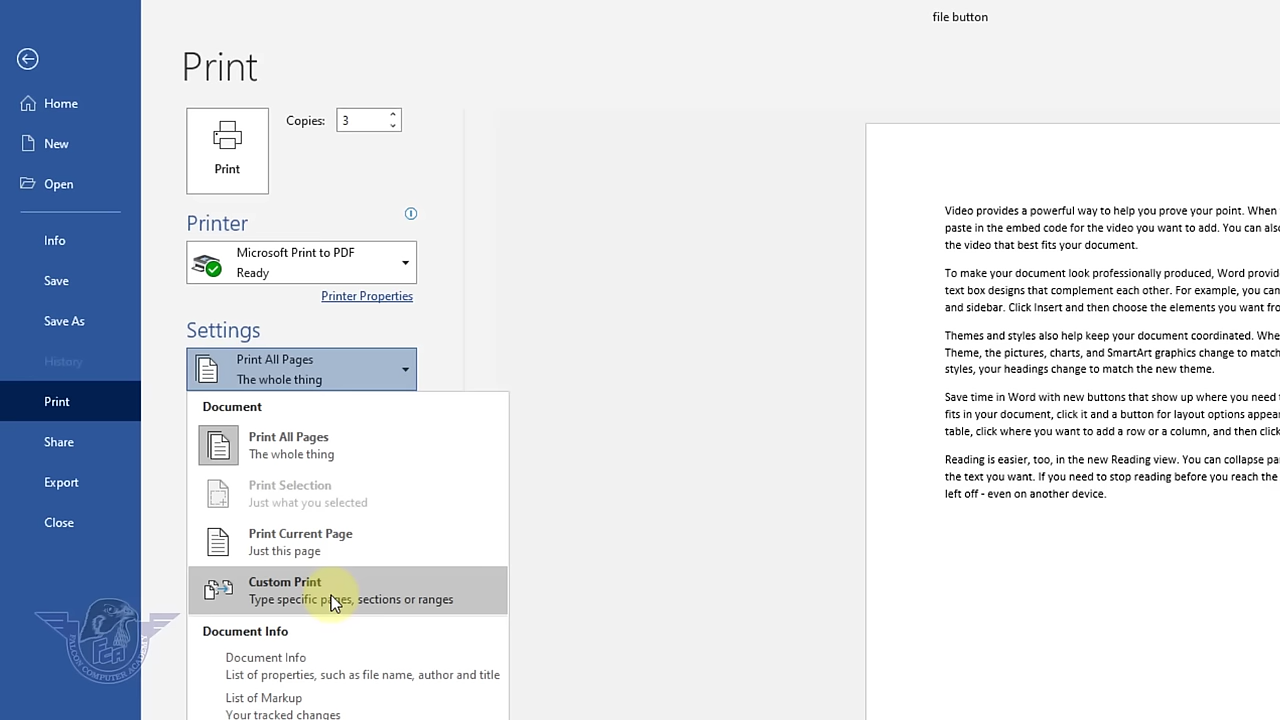 file button
Print
Home
New
Open
Info
Save
Save As
History
Print
Share
Export
Close
Print
Copies: 3
Printer
Microsoft Print to PDF
Ready
Printer Properties
Settings
Print All Pages
The whole thing
Document
Print All Pages
The whole thing
Print Selection
Just what you selected
Print Current Page
Just this page
Custom Print
Type specific pages, sections or ranges
Document Info
Document Info
List of properties, such as file name, author and title
List of Markup
Your tracked changes
Video provides a powerful way to help you prove your point. When
paste in the embed code for the video you want to add. You can also
the video that best fits your document.
To make your document look professionally produced, Word provid
text box designs that complement each other. For example, you can
and sidebar. Click Insert and then choose the elements you want fro
Themes and styles also help keep your document coordinated. Whe
Theme, the pictures, charts, and SmartArt graphics change to match
styles, your headings change to match the new theme.
Save time in Word with new buttons that show up where you need t
fits in your document, click it and a button for layout options appear
table, click where you want to add a row or a column, and then click
Reading is easier, too, in the new Reading view. You can collapse pa
the text you want. If you need to stop reading before you reach the
left off - even on another device.
FCA
FALCON COMPUTER ACADEMY